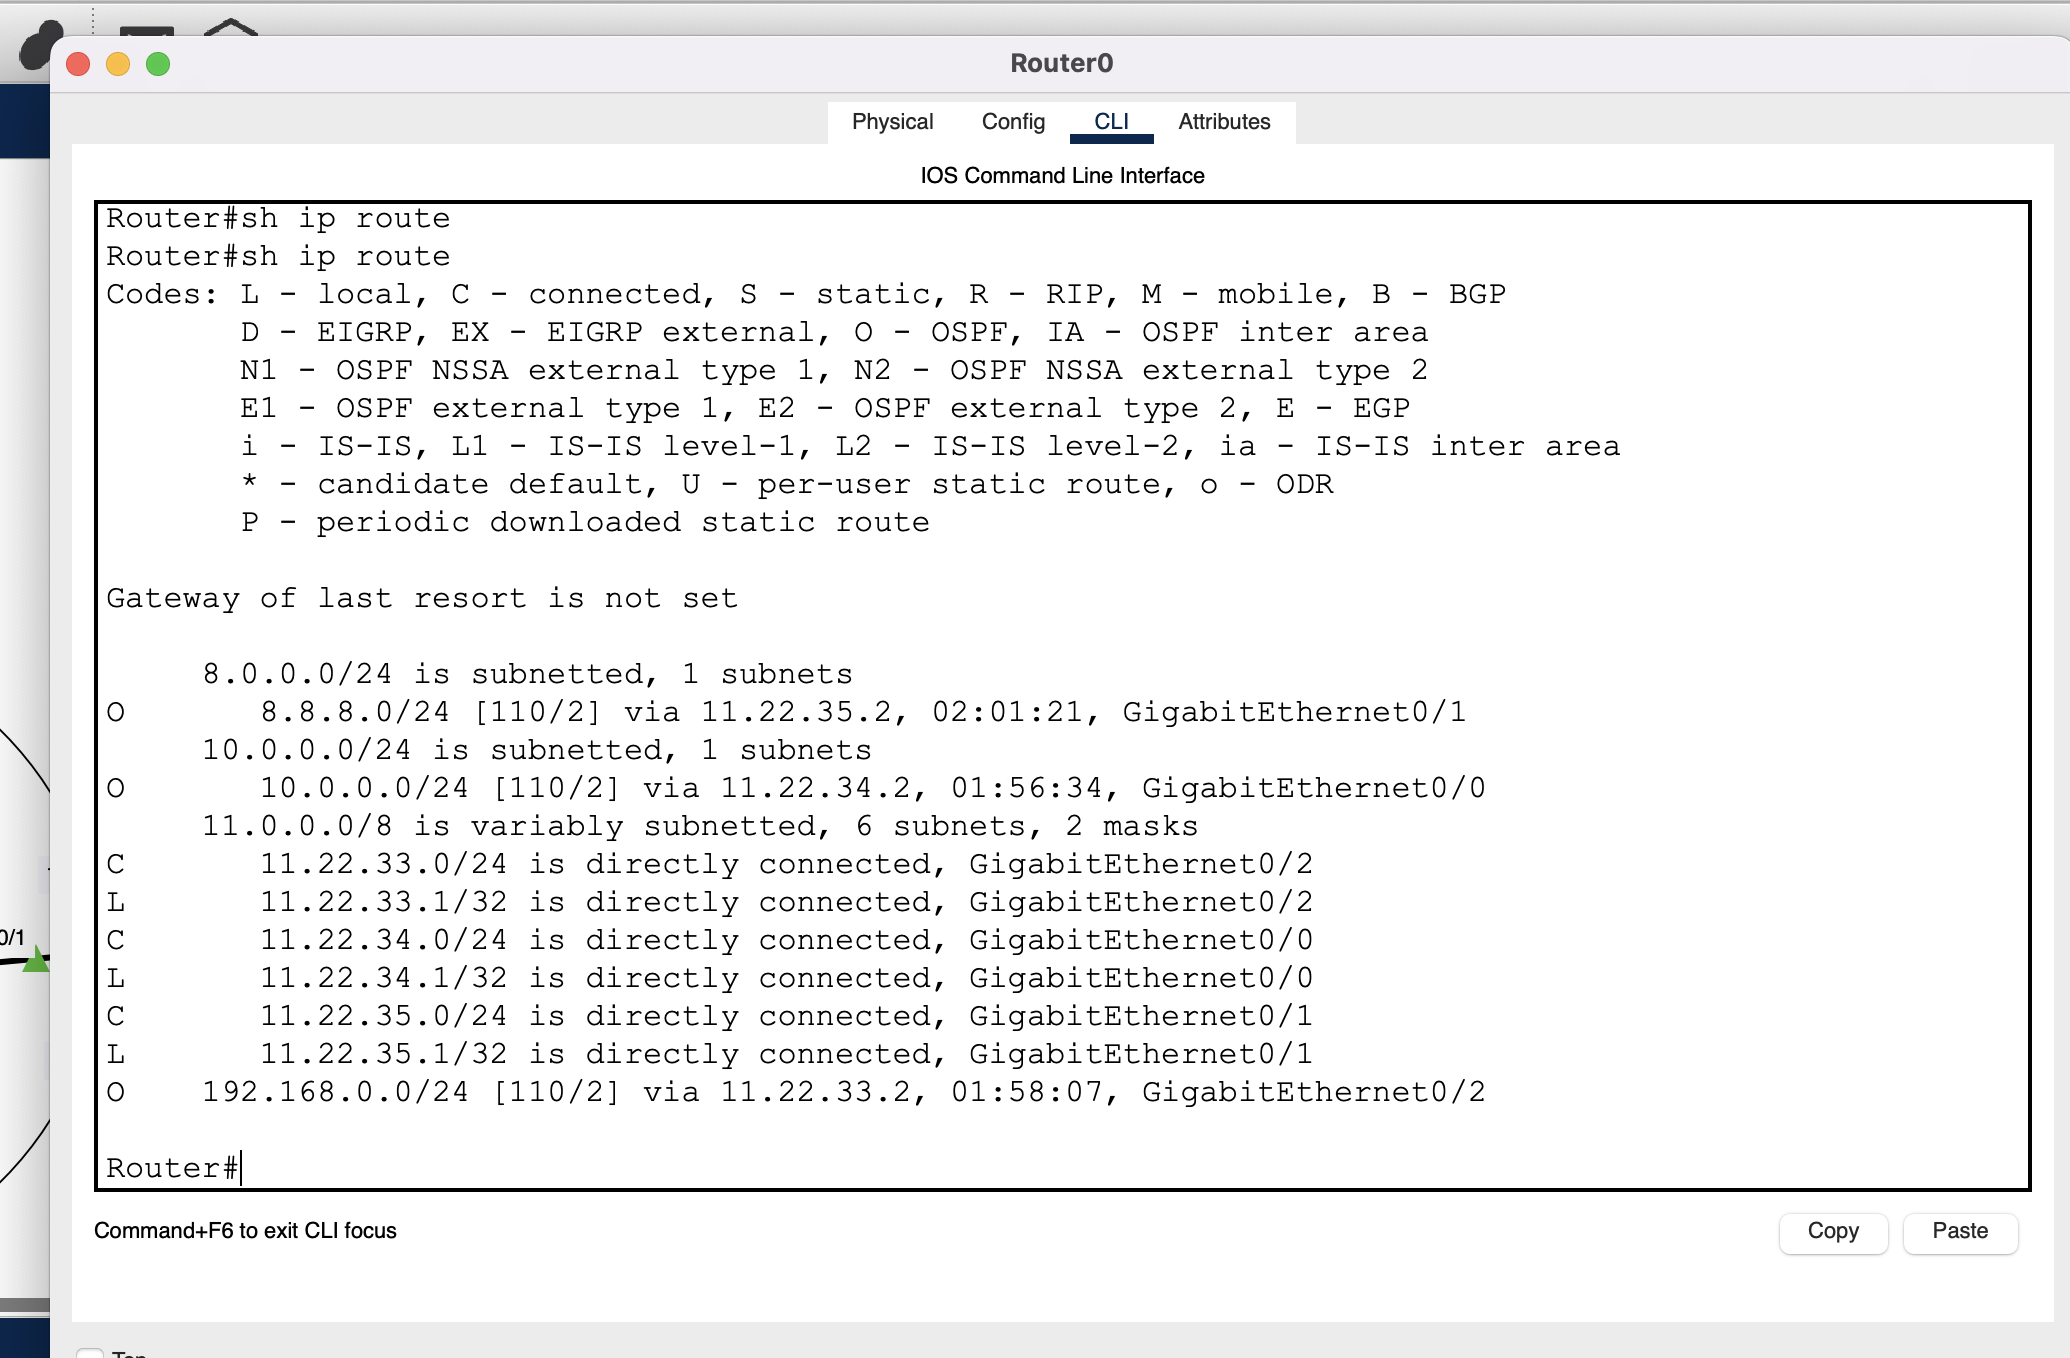 Router0
Physical Config CLI Attributes
IOS Command Line Interface
Router#sh ip route
Router#sh ip route
Codes: L - local, C - connected, S - static, R - RIP, M - mobile, B - BGP
       D - EIGRP, EX - EIGRP external, O - OSPF, IA - OSPF inter area
       N1 - OSPF NSSA external type 1, N2 - OSPF NSSA external type 2
       E1 - OSPF external type 1, E2 - OSPF external type 2, E - EGP
       i - IS-IS, L1 - IS-IS level-1, L2 - IS-IS level-2, ia - IS-IS inter area
       * - candidate default, U - per-user static route, o - ODR
       P - periodic downloaded static route
Gateway of last resort is not set
     8.0.0.0/24 is subnetted, 1 subnets
O       8.8.8.0/24 [110/2] via 11.22.35.2, 02:01:21, GigabitEthernet0/1
     10.0.0.0/24 is subnetted, 1 subnets
O       10.0.0.0/24 [110/2] via 11.22.34.2, 01:56:34, GigabitEthernet0/0
     11.0.0.0/8 is variably subnetted, 6 subnets, 2 masks
C       11.22.33.0/24 is directly connected, GigabitEthernet0/2
L       11.22.33.1/32 is directly connected, GigabitEthernet0/2
C       11.22.34.0/24 is directly connected, GigabitEthernet0/0
L       11.22.34.1/32 is directly connected, GigabitEthernet0/0
C       11.22.35.0/24 is directly connected, GigabitEthernet0/1
L       11.22.35.1/32 is directly connected, GigabitEthernet0/1
O    192.168.0.0/24 [110/2] via 11.22.33.2, 01:58:07, GigabitEthernet0/2
Router#
0/1
Command+F6 to exit CLI focus
Copy Paste